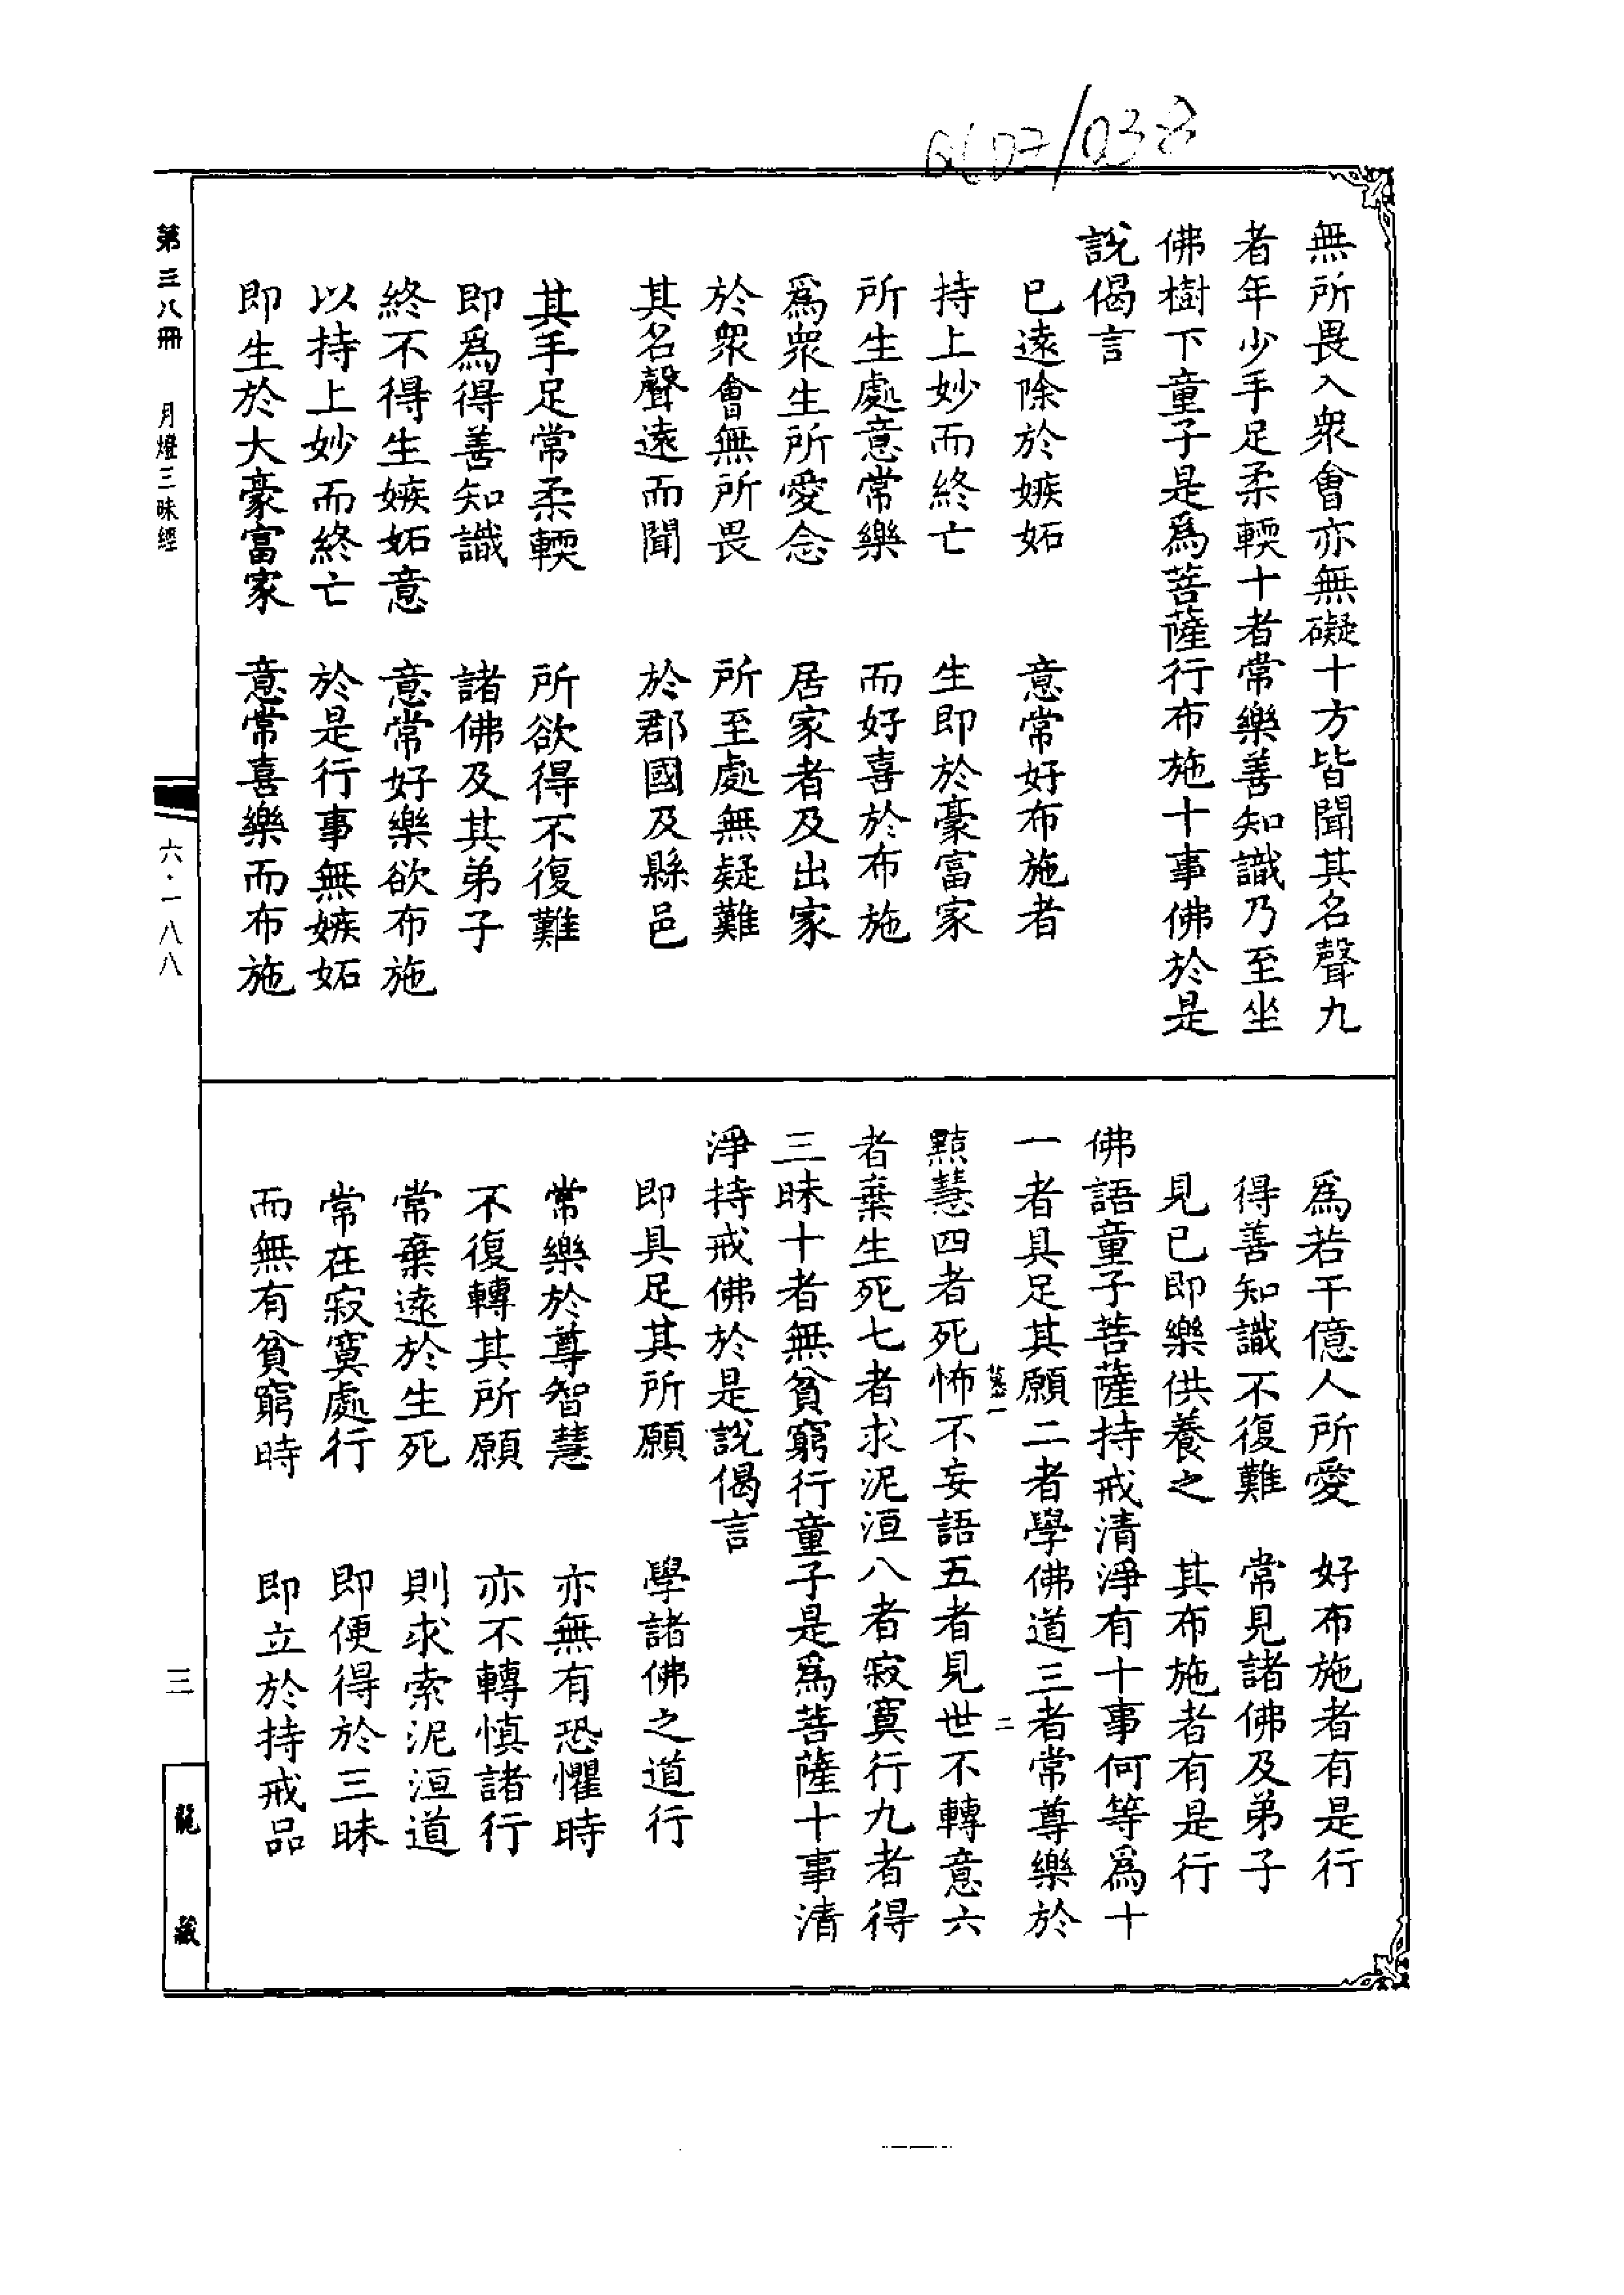 無所畏入衆會亦無礙十方皆聞其名聲九
者年少手足柔輭十者常樂善知識乃至坐
佛樹下童子是爲菩薩行布施十事佛於是
説偈言
已遠除於嫉妬　意常好布施者
持上妙而終亡　生即於豪富家
所生處意常樂　而好喜於布施
爲衆生所愛念　居家者及出家
於衆會無所畏　所至處無疑難
其名聲遠而聞　於郡國及縣邑
其手足常柔輭　所欲得不復難
即爲得善知識　諸佛及其弟子
終不得生嫉妬意　意常好樂欲布施
以持上妙而終亡　於是行事無嫉妬
即生於大豪富家　意常喜樂而布施
爲若干億人所愛　好布施者有是行
得善知識不復難　常見諸佛及弟子
見已即樂供養之　其布施者有是行
佛語童子菩薩持戒清淨有十事何等爲十
一者具足其願二者學佛道三者常尊樂於
二
黠慧四者死怖不妄語五者見世不轉意六
者棄生死七者求泥洹八者寂寞行九者得
三昧十者無貧窮行童子是爲菩薩十事清
淨持戒佛於是説偈言
即具足其所願　學諸佛之道行
常樂於尊智慧　亦無有恐懼時
不復轉其所願　亦不轉慎諸行
常棄遠於生死　則求索泥洹道
常在寂寞處行　即便得於三昧
而無有貧窮時　即立於持戒品
第三八冊　月燈三昧經
六·一八八
三
龍藏